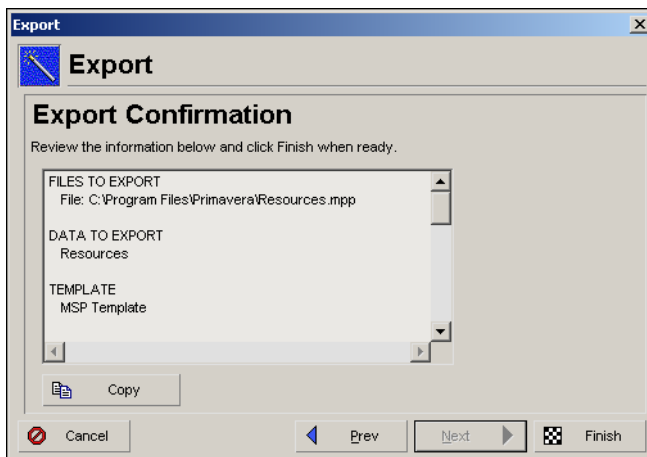 Export
Export
Export Confirmation
Review the information below and click Finish when ready.
FILES TO EXPORT
File: C:\Program Files\Primavera\Resources.mpp
DATA TO EXPORT
Resources
TEMPLATE
MSP Template
Copy
Cancel
Prev
Next
Finish